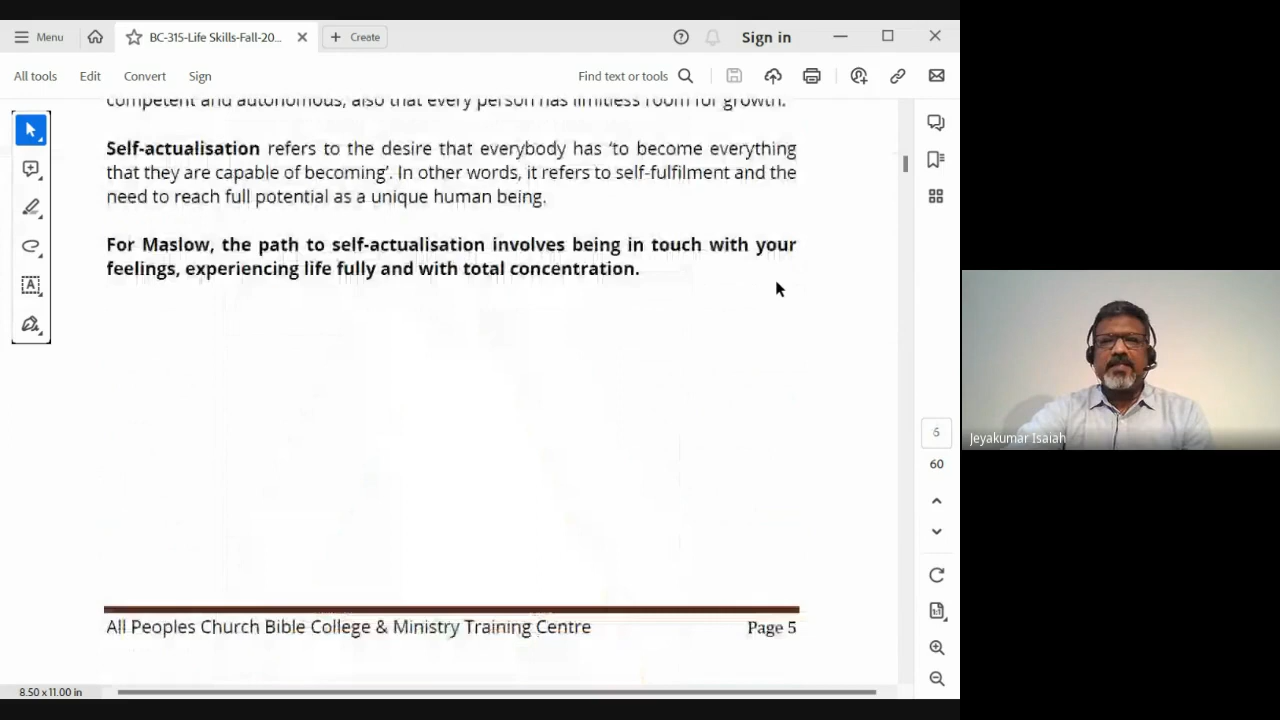 Menu
BC-315-Life Skills-Fall-20...
Create
Sign in
All tools
Edit
Convert
Sign
Find text or tools
competent and autonomous, also that every person has limitless room for growth.
Self-actualisation refers to the desire that everybody has ‘to become everything
that they are capable of becoming’. In other words, it refers to self-fulfilment and the
need to reach full potential as a unique human being.
For Maslow, the path to self-actualisation involves being in touch with your
feelings, experiencing life fully and with total concentration.
Jeyakumar Isaiah
6
60
All Peoples Church Bible College & Ministry Training Centre
Page 5
8.50 x 11.00 in